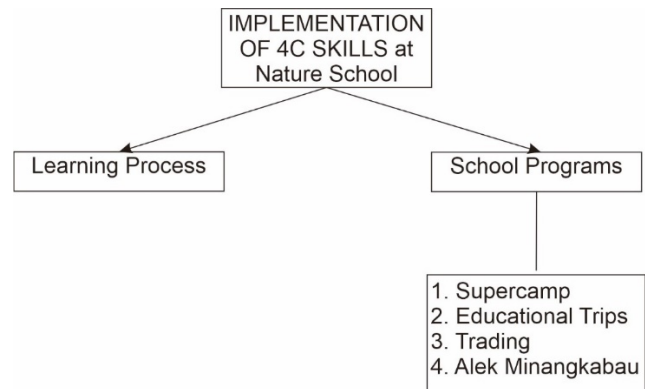 IMPLEMENTATION
OF 4C SKILLS at
Nature School
Learning Process
School Programs
1. Supercamp
2. Educational Trips
3. Trading
4. Alek Minangkabau